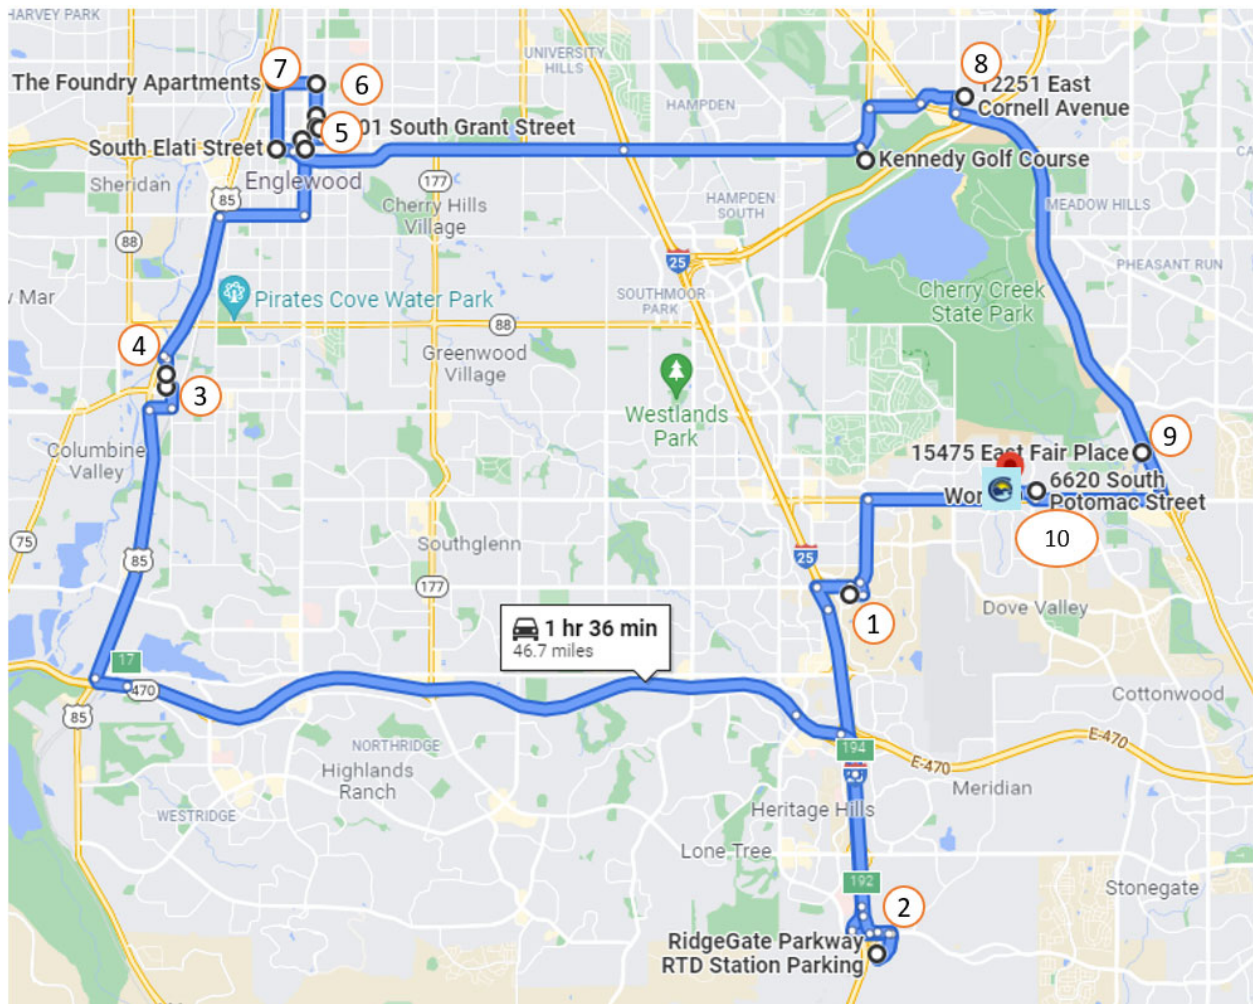 HARVEY PARK
The Foundry Apartments
7
6
5
01 South Grant Street
South Elati Street
Sheridan
Englewood
85
177
Cherry Hills
Village
88
UNIVERSITY
HILLS
HAMPDEN
8
12251 East
Cornell Avenue
Kennedy Golf Course
HAMPDEN
SOUTH
MEADOW HILLS
25
PHEASANT RUN
Mar
Pirates Cove Water Park
SOUTHMOOR
PARK
Cherry Creek
State Park
88
4
Greenwood
Village
3
Westlands
Park
Columbine
Valley
9
15475 East Fair Place
6620 South
Potomac Street
Wor
10
75
Southglenn
25
85
177
Dove Valley
1
1 hr 36 min
46.7 miles
17
470
85
Cottonwood
NORTHRIDGE
Highlands
Ranch
194
E-470
E-470
Meridian
WESTRIDGE
Heritage Hills
Lone Tree
192
Stonegate
2
RidgeGate Parkway
RTD Station Parking